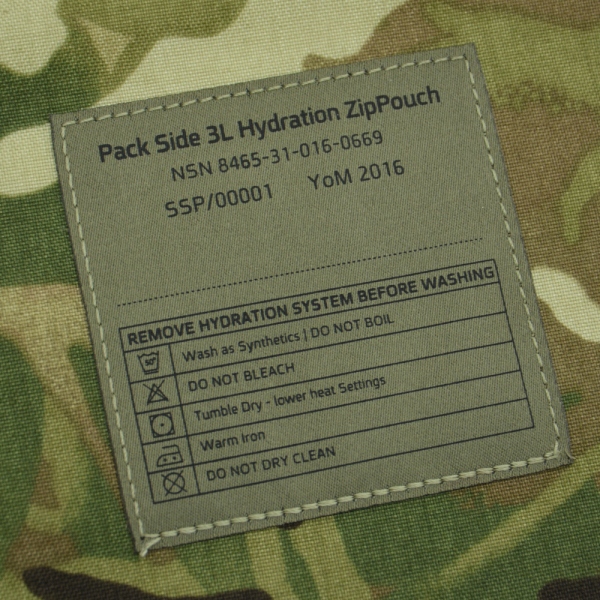 Pack Side 3L Hydration ZipPouch
NSN 8465-31-016-0669
SSP/00001 YoM 2016
REMOVE HYDRATION SYSTEM BEFORE WASHING
Wash as Synthetics | DO NOT BOIL
DO NOT BLEACH
Tumble Dry - lower heat Settings
Warm Iron
DO NOT DRY CLEAN